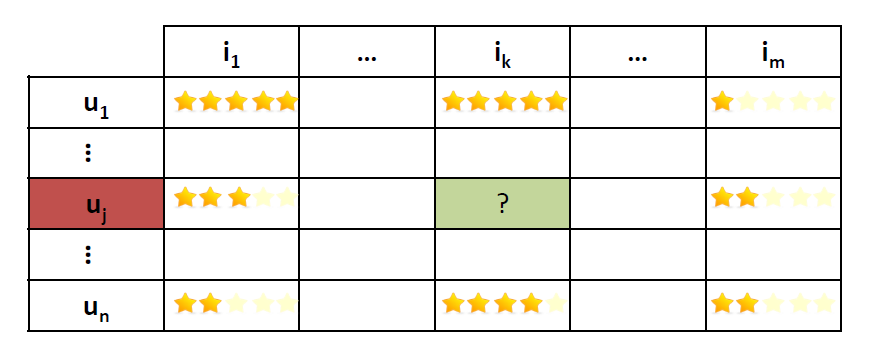 i1 ... ik ... im
u1
⋮
uj ?
⋮
un